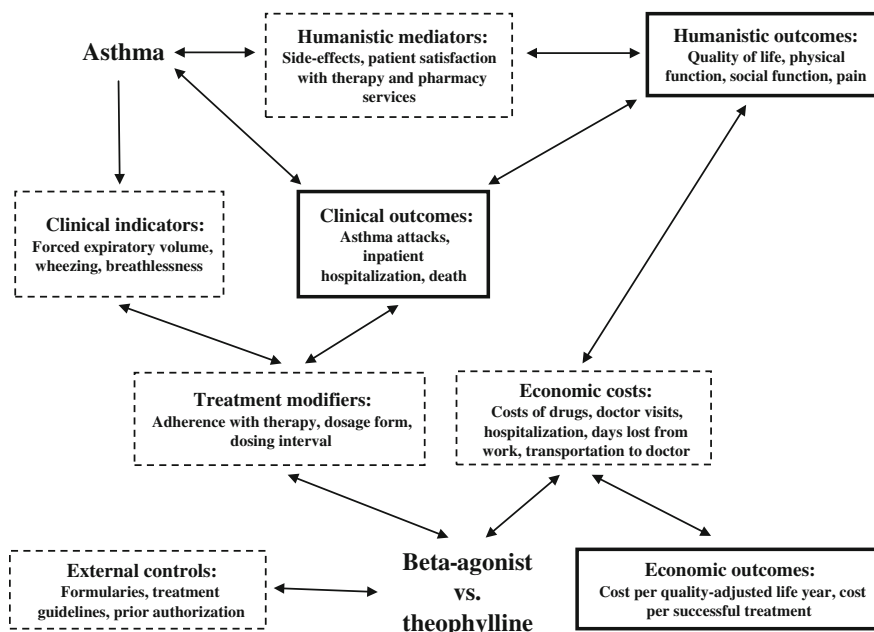 Asthma
Humanistic mediators:
Side-effects, patient satisfaction
with therapy and pharmacy
services
Humanistic outcomes:
Quality of life, physical
function, social function, pain
Clinical indicators:
Forced expiratory volume,
wheezing, breathlessness
Clinical outcomes:
Asthma attacks,
inpatient
hospitalization, death
Treatment modifiers:
Adherence with therapy, dosage form,
dosing interval
Economic costs:
Costs of drugs, doctor visits,
hospitalization, days lost from
work, transportation to doctor
External controls:
Formularies, treatment
guidelines, prior authorization
Beta-agonist
vs.
theophylline
Economic outcomes:
Cost per quality-adjusted life year, cost
per successful treatment